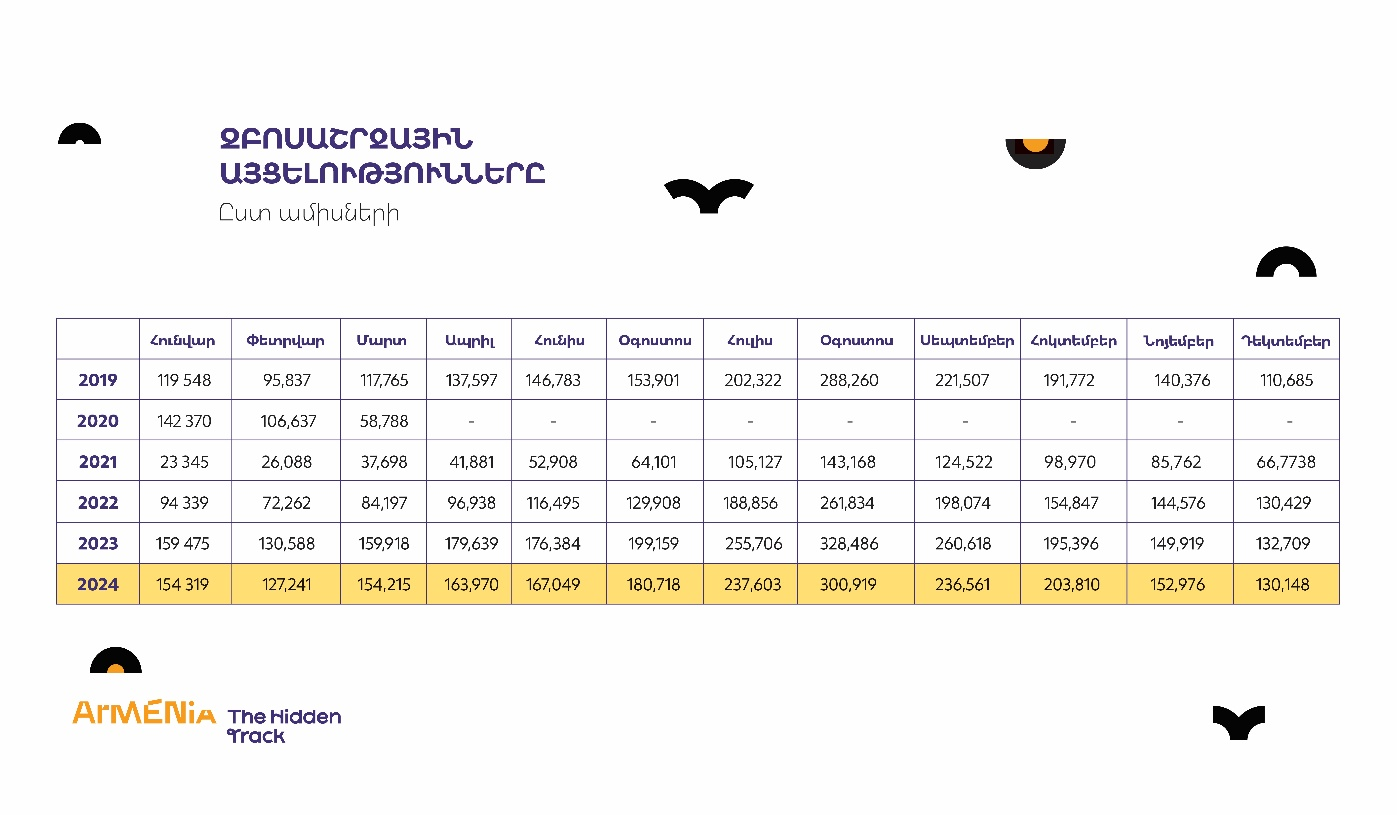 ԶԲՈՍԱՇՐՋԱՅԻՆ
ԱՅՑԵԼՈՒԹՅՈՒՆՆԵՐԸ
Ըստ ամիսների
Հունվար Փետրվար Մարտ Ապրիլ Հունիս Օգոստոս Հուլիս Օգոստոս Սեպտեմբեր Հոկտեմբեր Նոյեմբեր Դեկտեմբեր
2019 119 548 95,837 117,765 137,597 146,783 153,901 202,322 288,260 221,507 191,772 140,376 110,685
2020 142 370 106,637 58,788 - - - - - - - - -
2021 23 345 26,088 37,698 41,881 52,908 64,101 105,127 143,168 124,522 98,970 85,762 66,7738
2022 94 339 72,262 84,197 96,938 116,495 129,908 188,856 261,834 198,074 154,847 144,576 130,429
2023 159 475 130,588 159,918 179,639 176,384 199,159 255,706 328,486 260,618 195,396 149,919 132,709
2024 154 319 127,241 154,215 163,970 167,049 180,718 237,603 300,919 236,561 203,810 152,976 130,148
ArMENiA The Hidden
Track